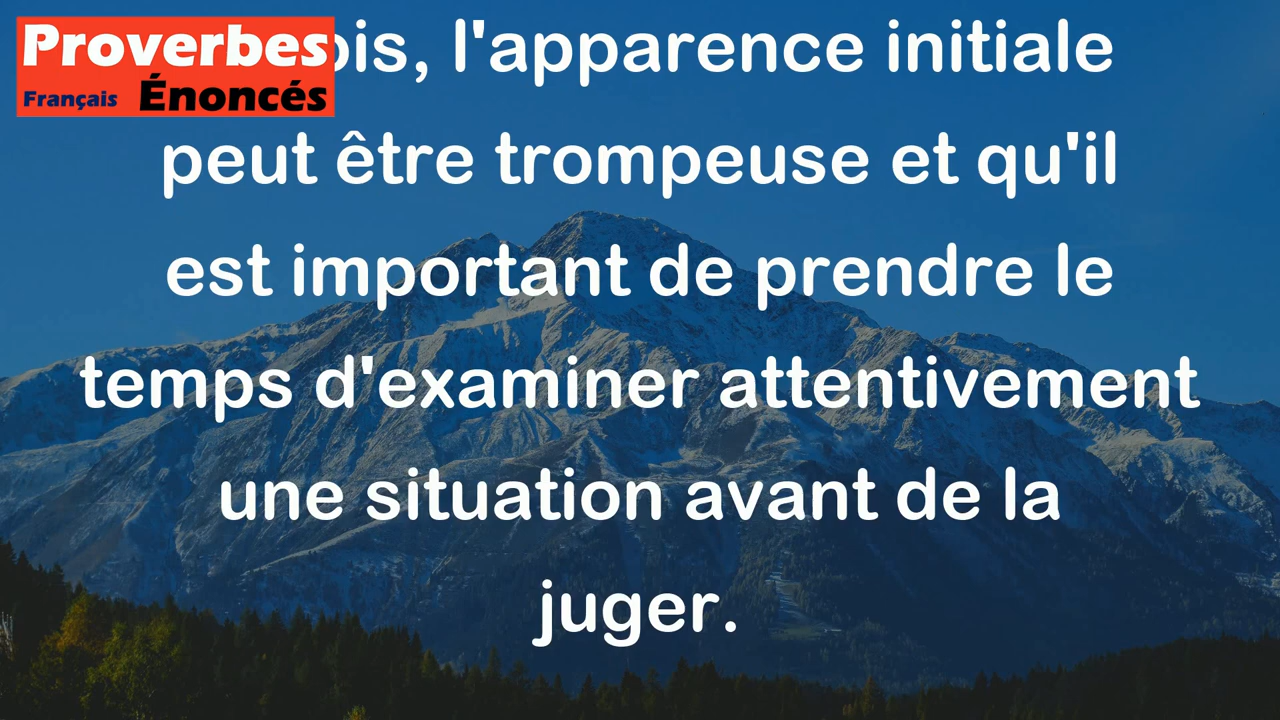 Proverbes
Français Énoncés
l'apparence initiale
peut être trompeuse et qu'il
est important de prendre le
temps d'examiner attentivement
une situation avant de la
juger.